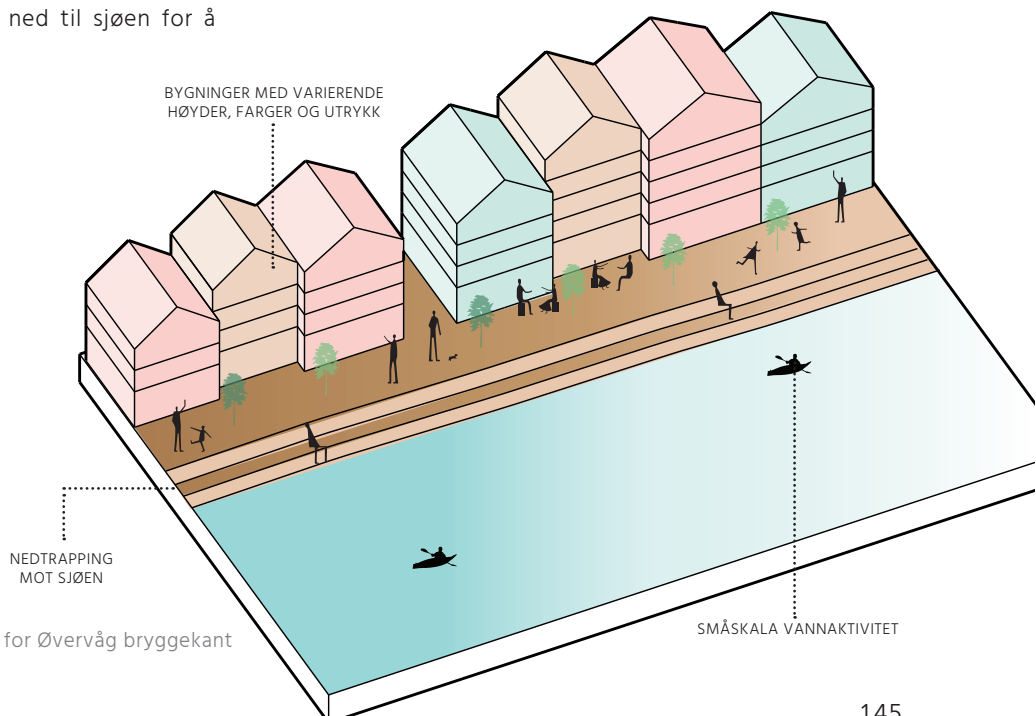 ned til sjøen for å
BYGNINGER MED VARIERENDE
HØYDER, FARGER OG UTRYKK
NEDTRAPPING
MOT SJØEN
for Øvervåg bryggekant
SMÅSKALA VANNAKTIVITET
145